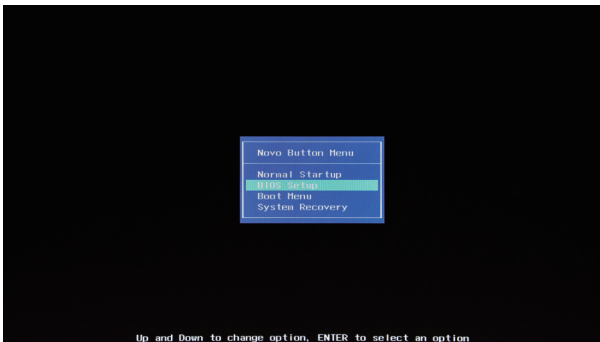 Novo Button Menu
Normal Startup
BIOS Setup
Boot Menu
System Recovery
Up and Down to change option, ENTER to select an option